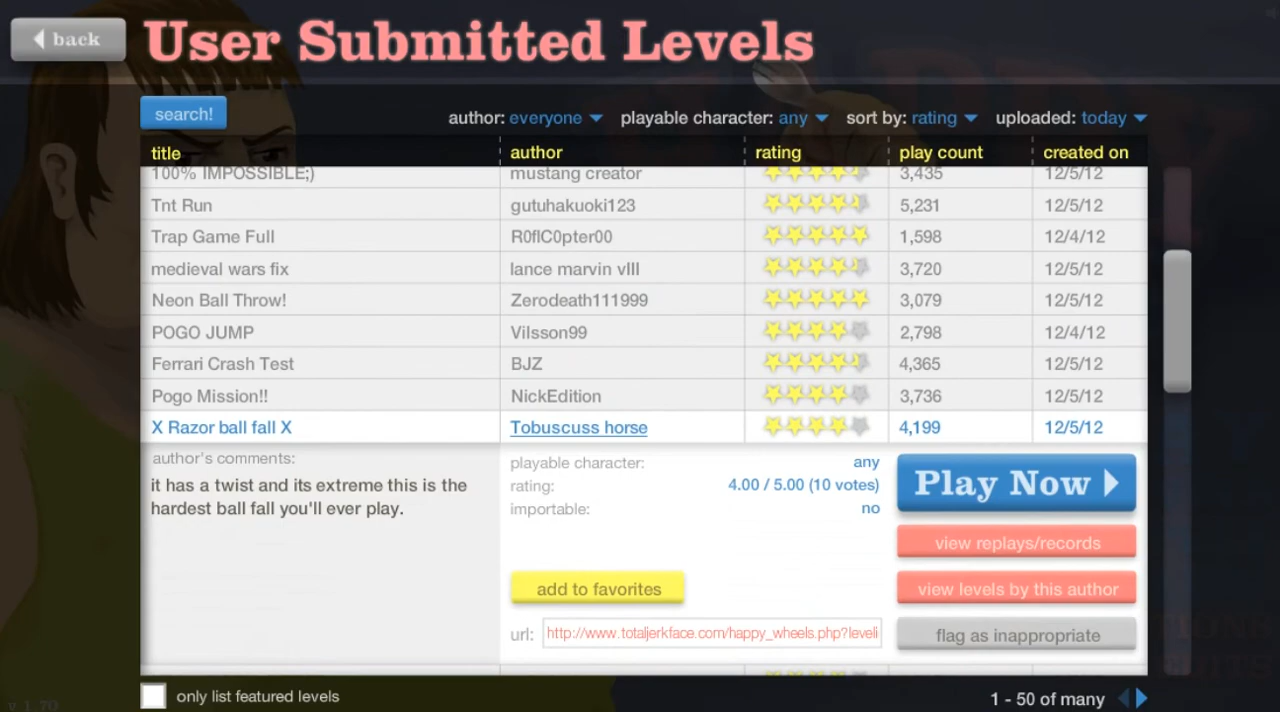 back
User Submitted Levels
search!
author: everyone playable character: any sort by: rating uploaded: today
title author rating play count created on
100% IMPOSSIBLE;) mustang creator 3,435 12/5/12
Tnt Run gutuhakuoki123 5,231 12/5/12
Trap Game Full R0flC0pter00 1,598 12/4/12
medieval wars fix lance marvin vIII 3,720 12/5/12
Neon Ball Throw! Zerodeath111999 3,079 12/5/12
POGO JUMP Vilsson99 2,798 12/4/12
Ferrari Crash Test BJZ 4,365 12/5/12
Pogo Mission!! NickEdition 3,736 12/5/12
X Razor ball fall X Tobuscuss horse 4,199 12/5/12
author's comments:
it has a twist and its extreme this is the
hardest ball fall you'll ever play.
playable character: any
rating: 4.00 / 5.00 (10 votes)
importable: no
add to favorites
url: http://www.totaljerkface.com/happy_wheels.php?leveli
Play Now
view replays/records
view levels by this author
flag as inappropriate
only list featured levels
1 - 50 of many
v 1.70